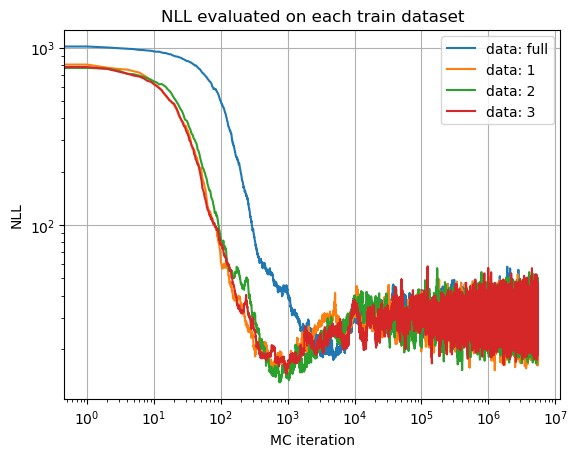 NLL evaluated on each train dataset
data: full
data: 1
data: 2
data: 3
NLL
10³
10²
10⁰
10¹
10²
10³
10⁴
10⁵
10⁶
10⁷
MC iteration